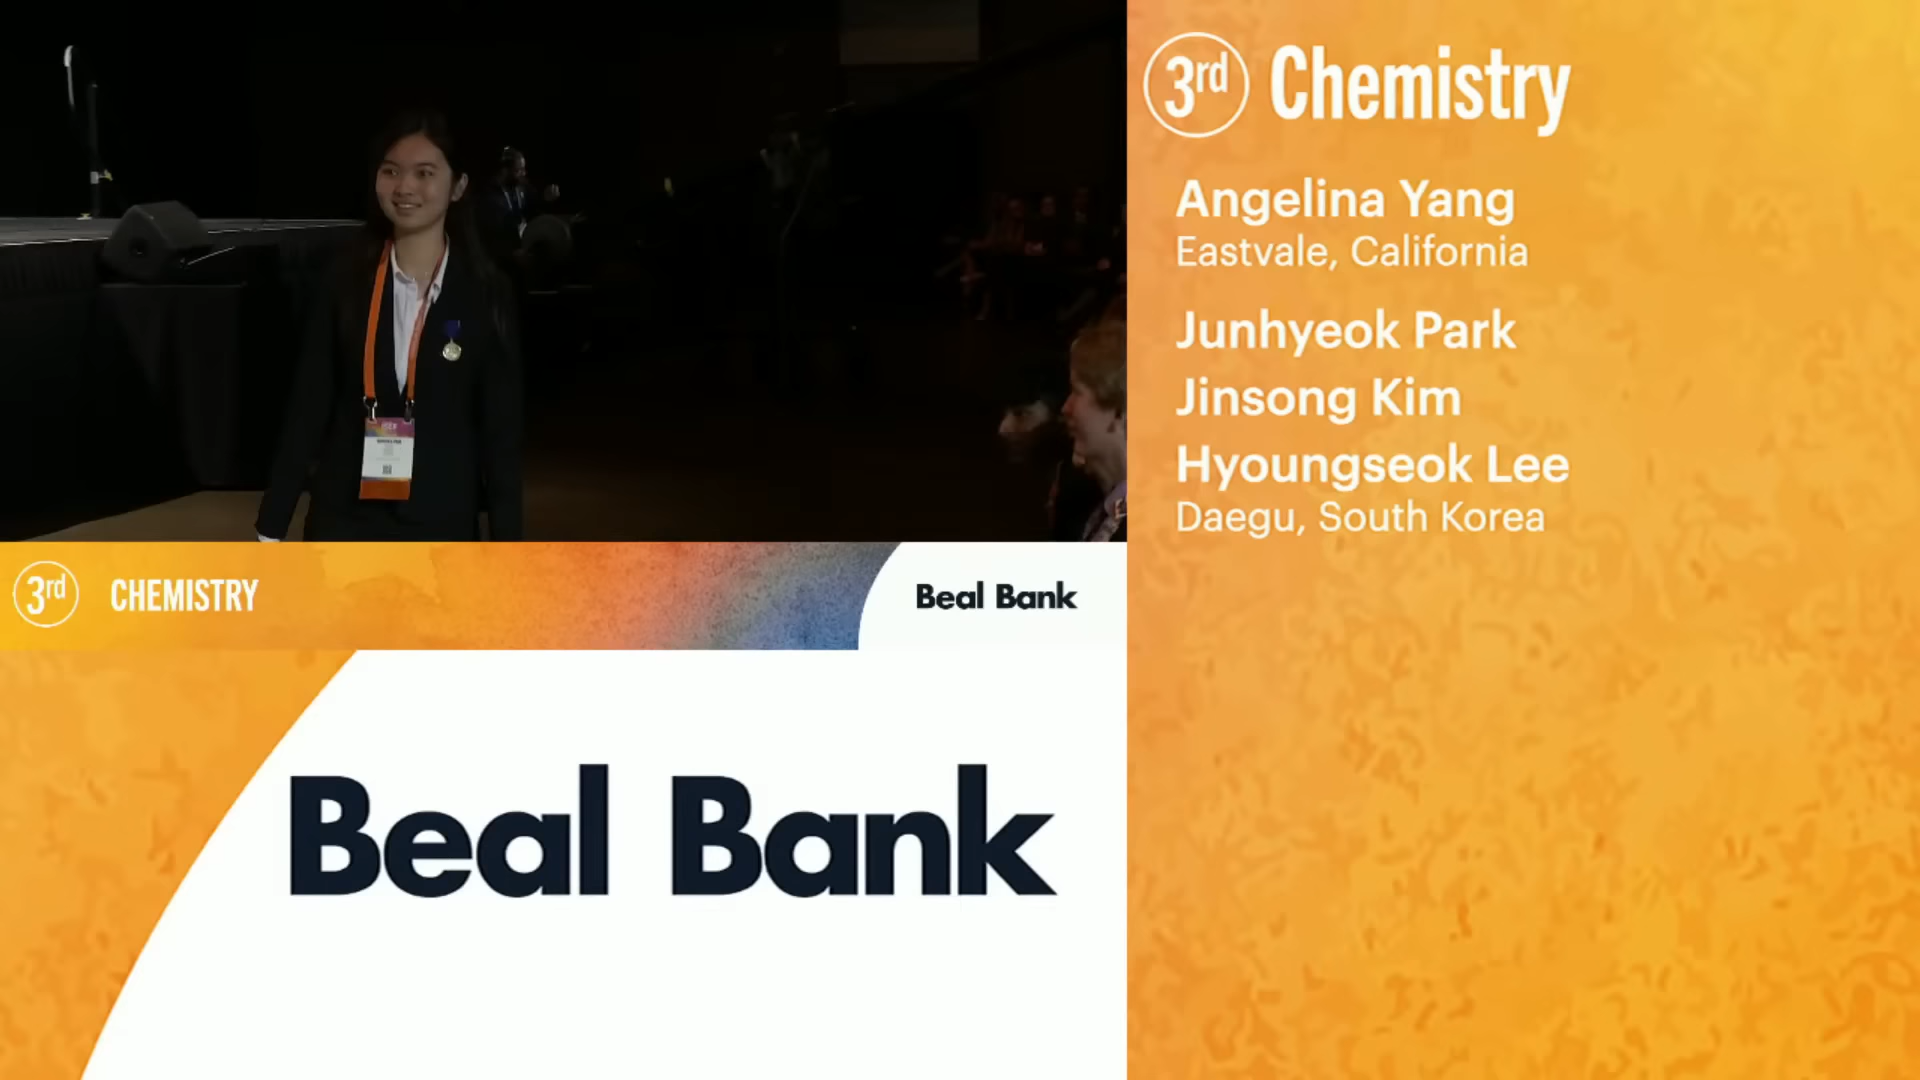 3rd Chemistry
Angelina Yang
Eastvale, California
Junhyeok Park
Jinsong Kim
Hyoungseok Lee
Daegu, South Korea
3rd CHEMISTRY
Beal Bank
Beal Bank